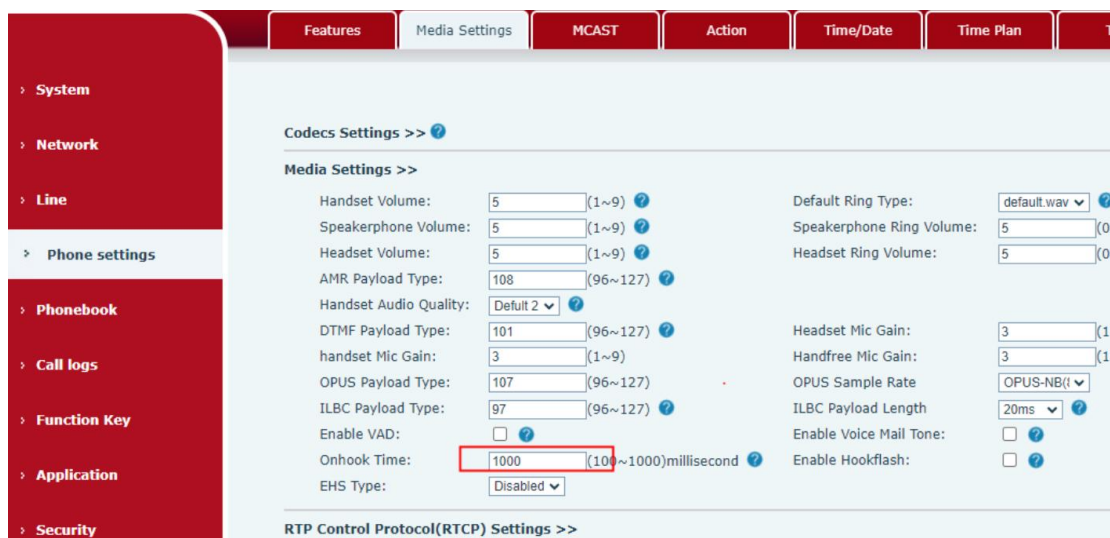 Features
Media Settings
MCAST
Action
Time/Date
Time Plan
System
Network
Line
Phone settings
Phonebook
Call logs
Function Key
Application
Security
Codecs Settings >>
Media Settings >>
Handset Volume: 5 (1~9) Default Ring Type: default.wav
Speakerphone Volume: 5 (1~9) Speakerphone Ring Volume: 5 (0
Headset Volume: 5 (1~9) Headset Ring Volume: 5 (0
AMR Payload Type: 108 (96~127)
Handset Audio Quality: Defult 2
DTMF Payload Type: 101 (96~127) Headset Mic Gain: 3 (1
handset Mic Gain: 3 (1~9) Handfree Mic Gain: 3 (1
OPUS Payload Type: 107 (96~127) OPUS Sample Rate OPUS-NB(
ILBC Payload Type: 97 (96~127) ILBC Payload Length 20ms
Enable VAD: Enable Voice Mail Tone:
Onhook Time: 1000 (100~1000)millisecond Enable Hookflash:
EHS Type: Disabled
RTP Control Protocol(RTCP) Settings >>